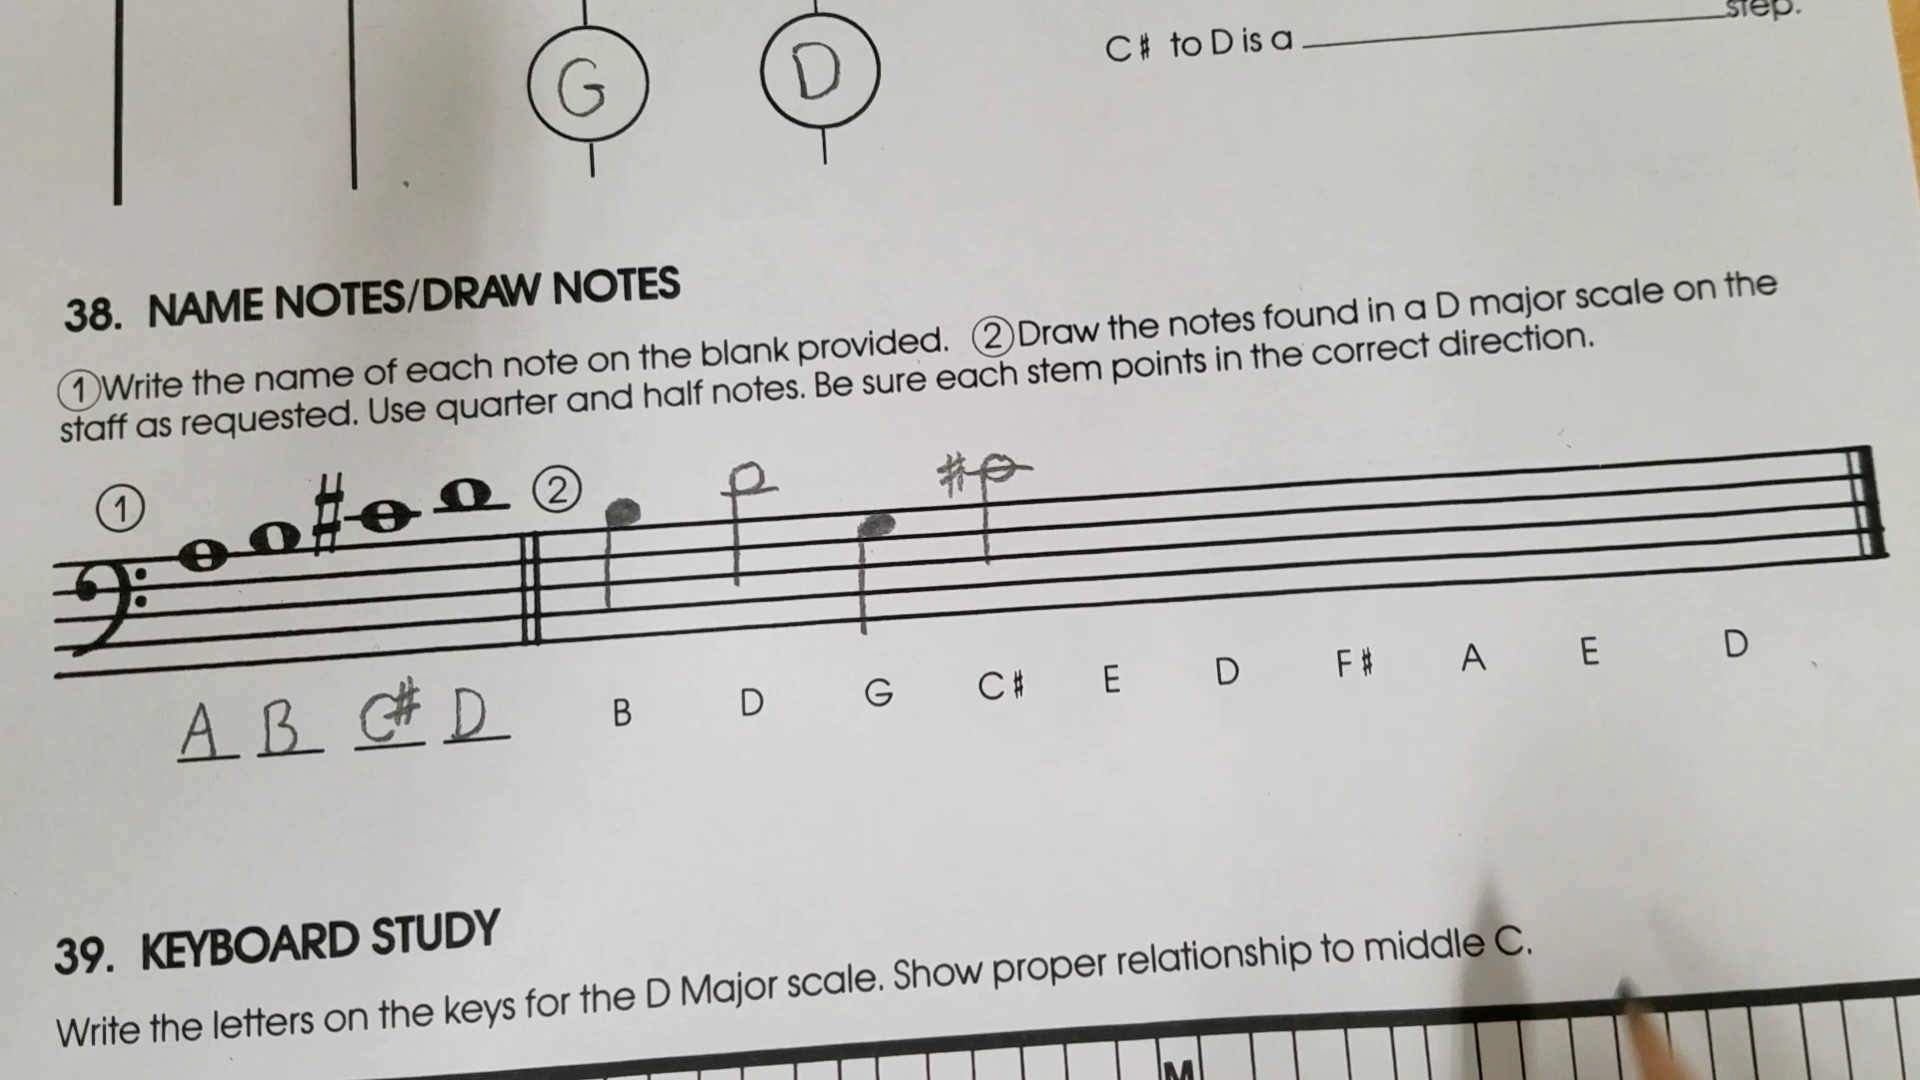 G D
step.
C♯ to D is a
38. NAME NOTES/DRAW NOTES
①Write the name of each note on the blank provided. ②Draw the notes found in a D major scale on the
staff as requested. Use quarter and half notes. Be sure each stem points in the correct direction.
① ②
A B C# D B D G C♯ E D F♯ A E D
39. KEYBOARD STUDY
Write the letters on the keys for the D Major scale. Show proper relationship to middle C.
M